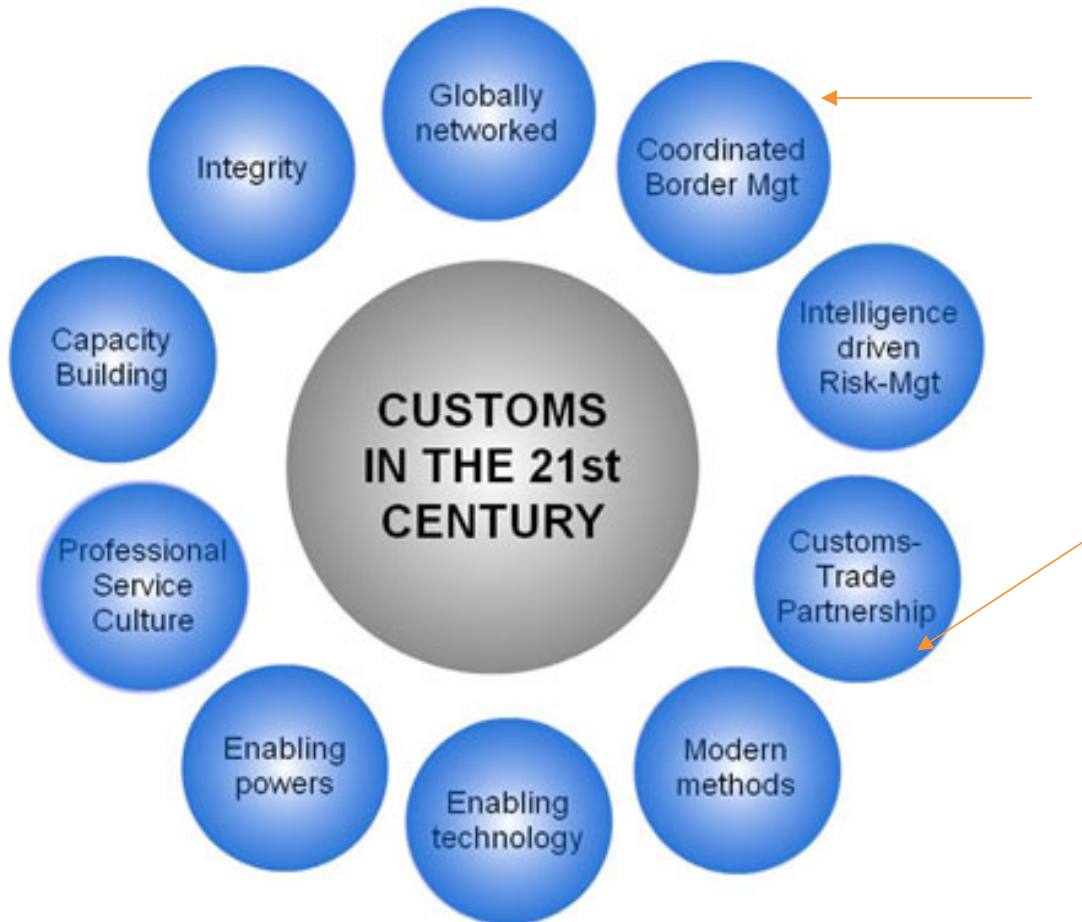 Globally
networked
Coordinated
Border Mgt
Intelligence
driven
Risk-Mgt
Customs-
Trade
Partnership
Modern
methods
Enabling
technology
Enabling
powers
Professional
Service
Culture
Capacity
Building
Integrity
CUSTOMS
IN THE 21st
CENTURY